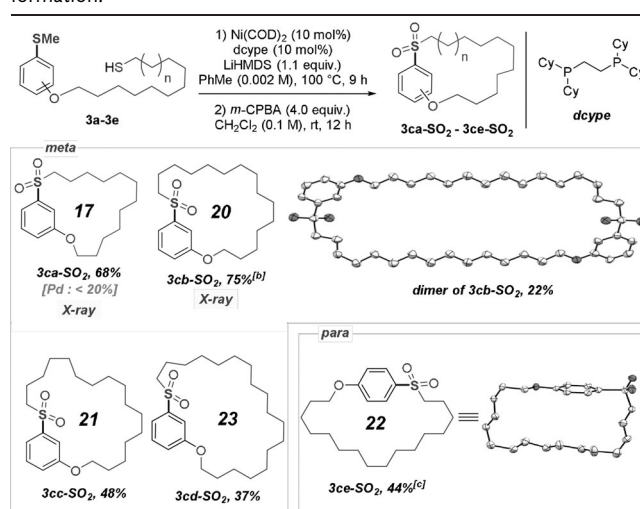 formation.
SMe
HS
n
O
3a-3e
1) Ni(COD)2 (10 mol%)
dcype (10 mol%)
LiHMDS (1.1 equiv.)
PhMe (0.002 M), 100 °C, 9 h
2) m-CPBA (4.0 equiv.)
CH2Cl2 (0.1 M), rt, 12 h
O
O
S
n
O
3ca-SO2 - 3ce-SO2
Cy
Cy
P
P
Cy
Cy
dcype
meta
O
O
S
17
O
3ca-SO2, 68%
[Pd : < 20%]
X-ray
O
S
O
20
O
3cb-SO2, 75%[b]
X-ray
dimer of 3cb-SO2, 22%
O
S
O
21
O
3cc-SO2, 48%
O
S
O
23
O
3cd-SO2, 37%
para
O
O
S
O
22
3ce-SO2, 44%[c]